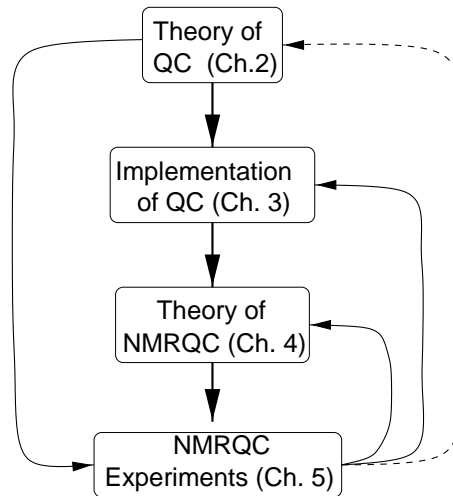 Theory of
QC (Ch.2)
Implementation
of QC (Ch. 3)
Theory of
NMRQC (Ch. 4)
NMRQC
Experiments (Ch. 5)